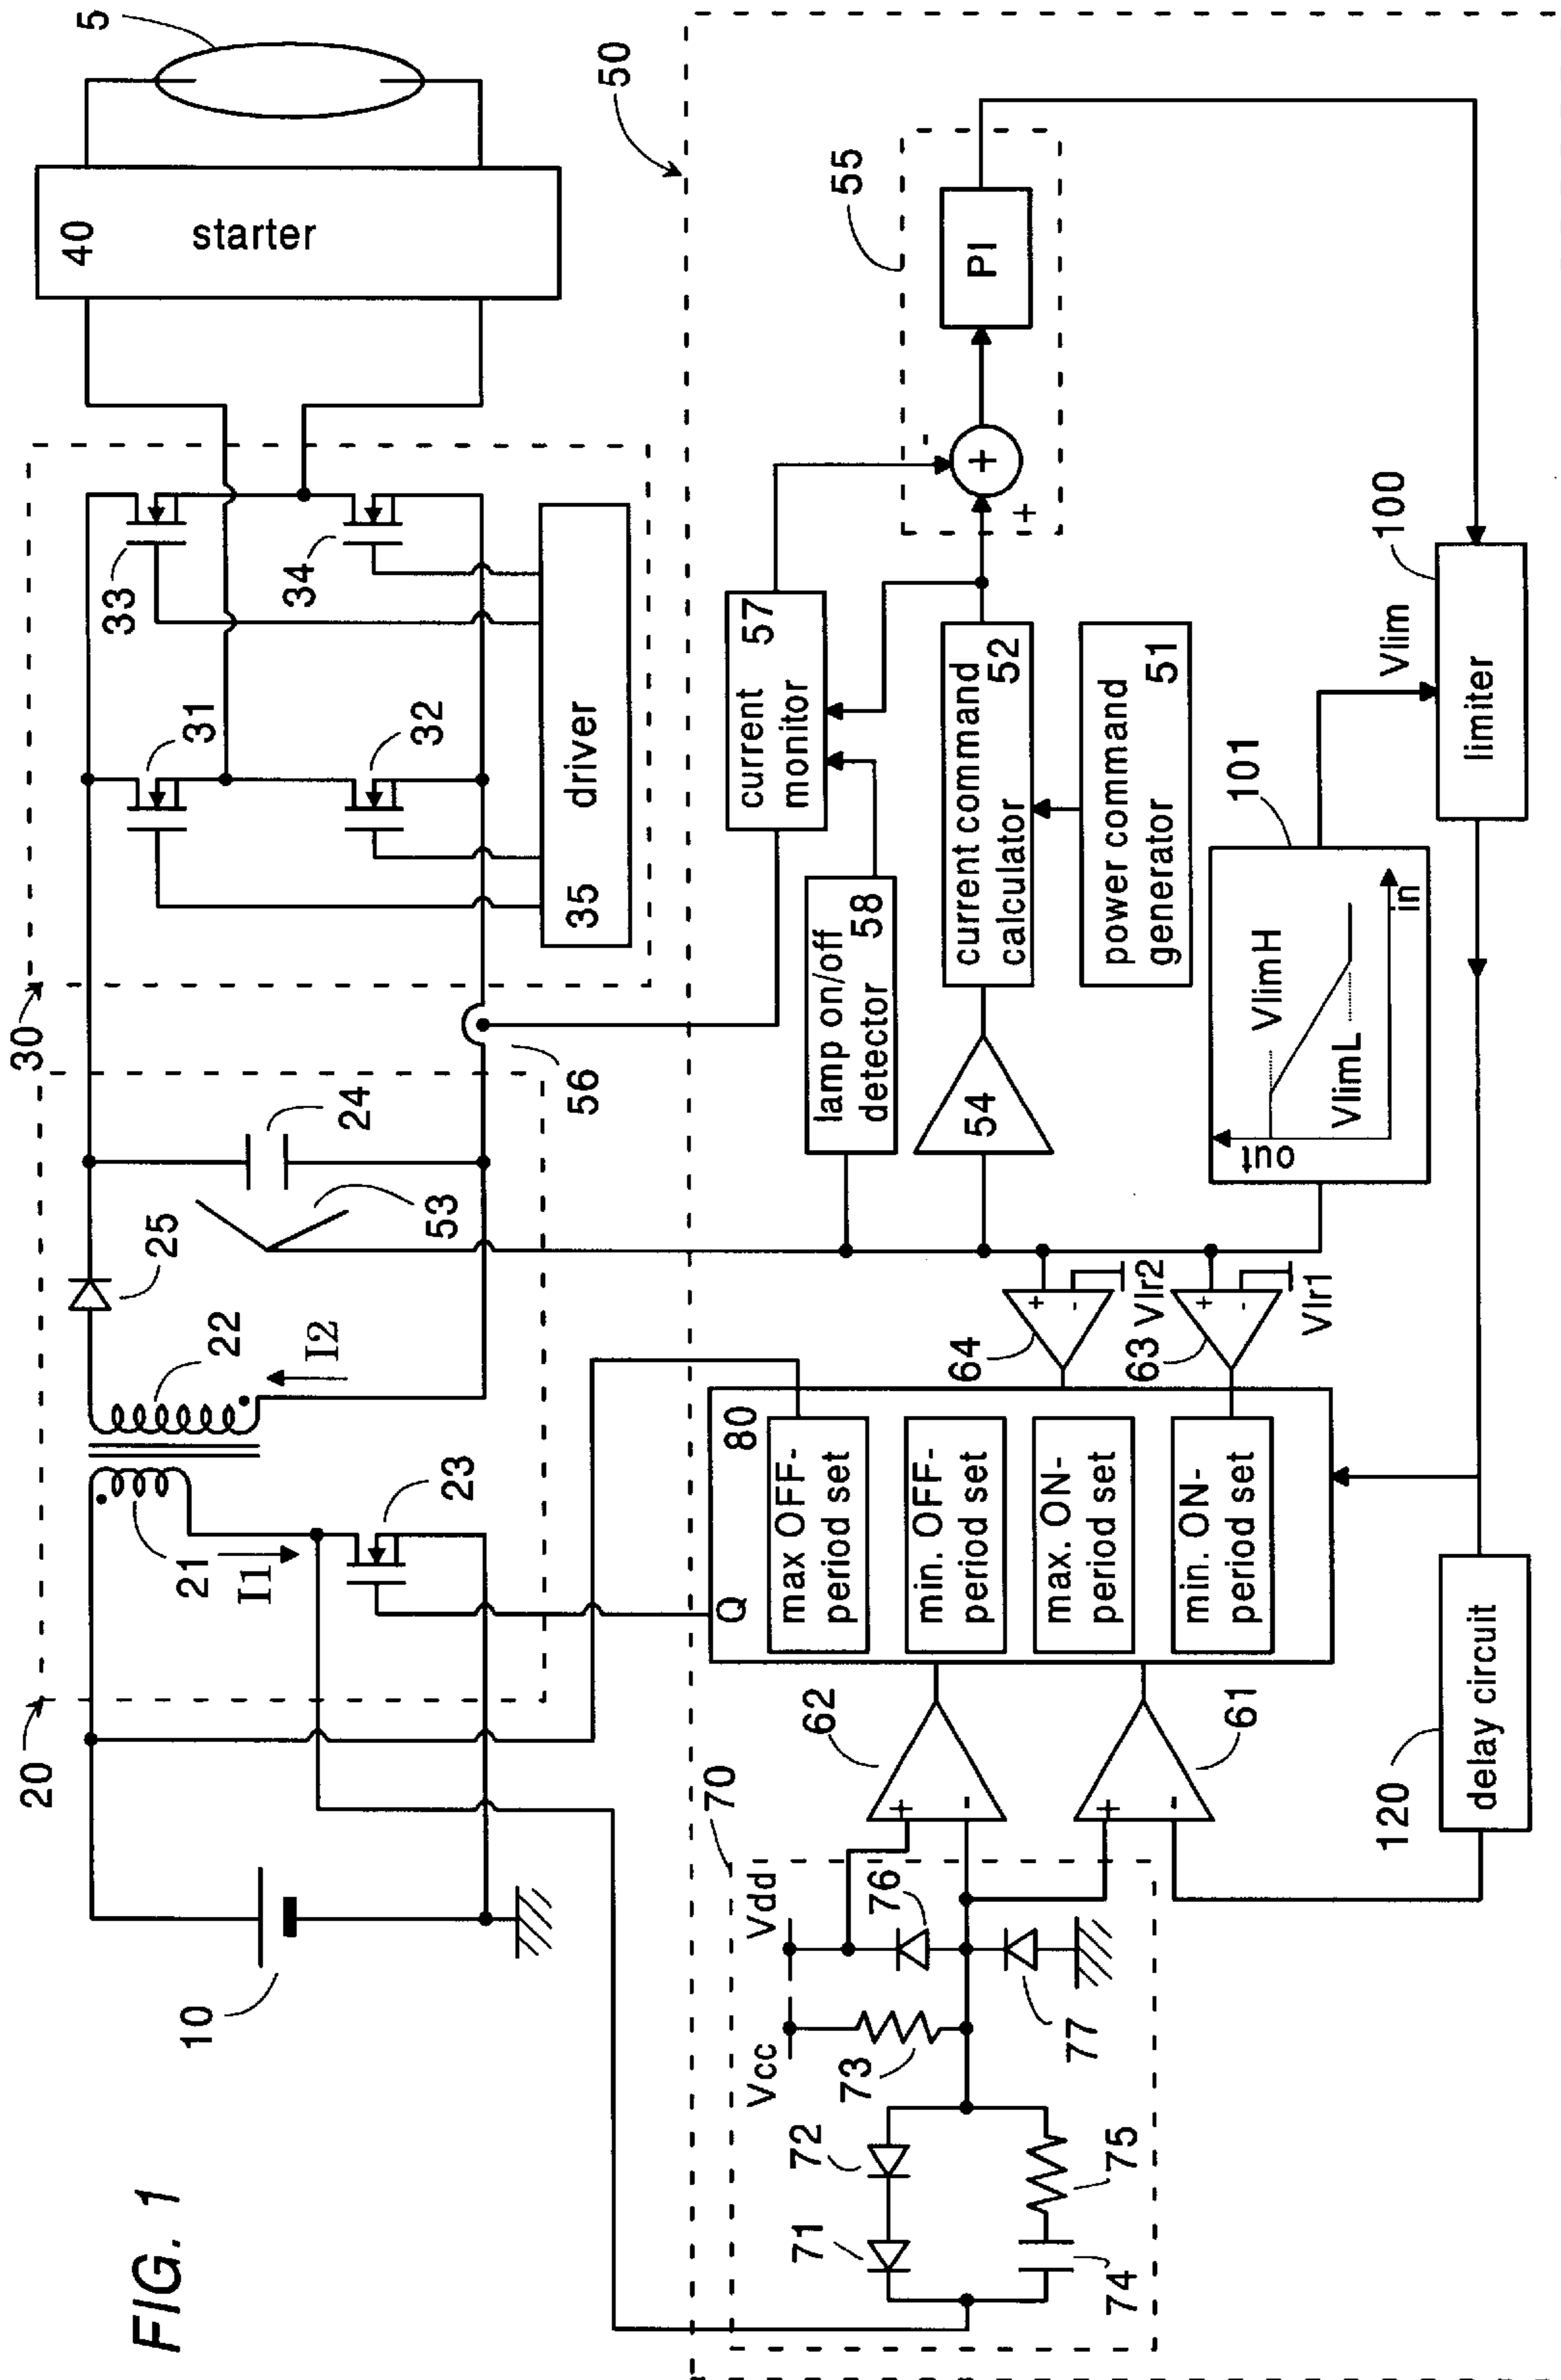 FIG. 1
10
20
21
I1
22
I2
23
25
24
53
56
30
31
32
33
34
35
driver
40
starter
5
50
70
Vcc
Vdd
71
72
73
74
75
76
77
62
+
-
61
+
-
80
Q
max OFF-
period set
min. OFF-
period set
max. ON-
period set
min. ON-
period set
64
+
-
Vlr2
63
+
-
Vlr1
lamp on/off
detector 58
54
current
monitor
57
current command
calculator 52
power command
generator 51
55
+
-
+
PI
101
out
in
VlimH
VlimL
Vlim
100
limiter
120
delay circuit